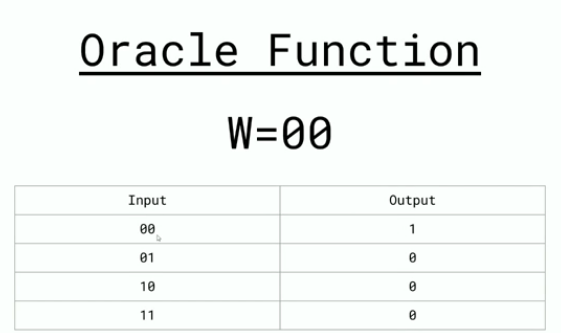 Oracle Function
W=00
Input Output
00 1
01 0
10 0
11 0